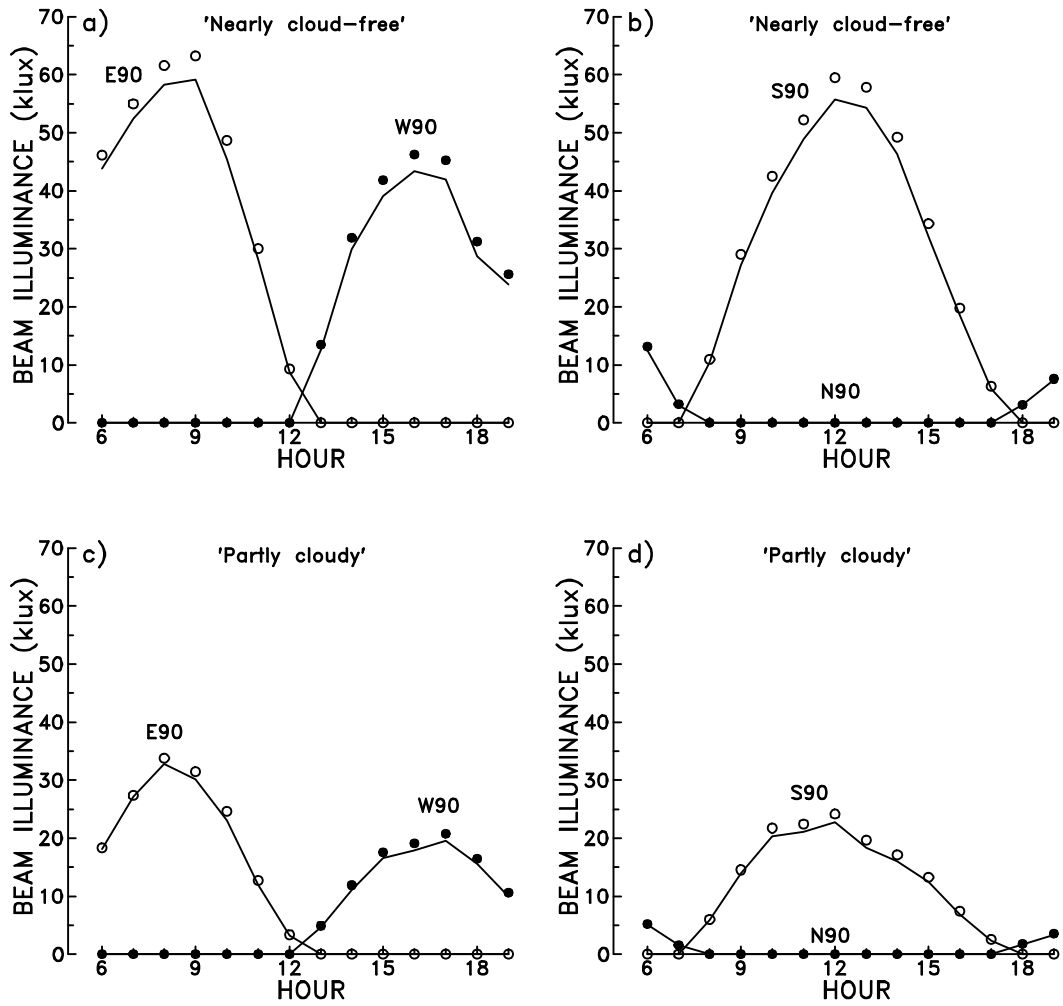 a) 'Nearly cloud-free'
70
60
50
40
30
20
10
0
BEAM ILLUMINANCE (klux)
E90
W90
6 9 12 15 18
HOUR
b) 'Nearly cloud-free'
70
60
50
40
30
20
10
0
BEAM ILLUMINANCE (klux)
S90
N90
6 9 12 15 18
HOUR
c) 'Partly cloudy'
70
60
50
40
30
20
10
0
BEAM ILLUMINANCE (klux)
E90
W90
6 9 12 15 18
HOUR
d) 'Partly cloudy'
70
60
50
40
30
20
10
0
BEAM ILLUMINANCE (klux)
S90
N90
6 9 12 15 18
HOUR